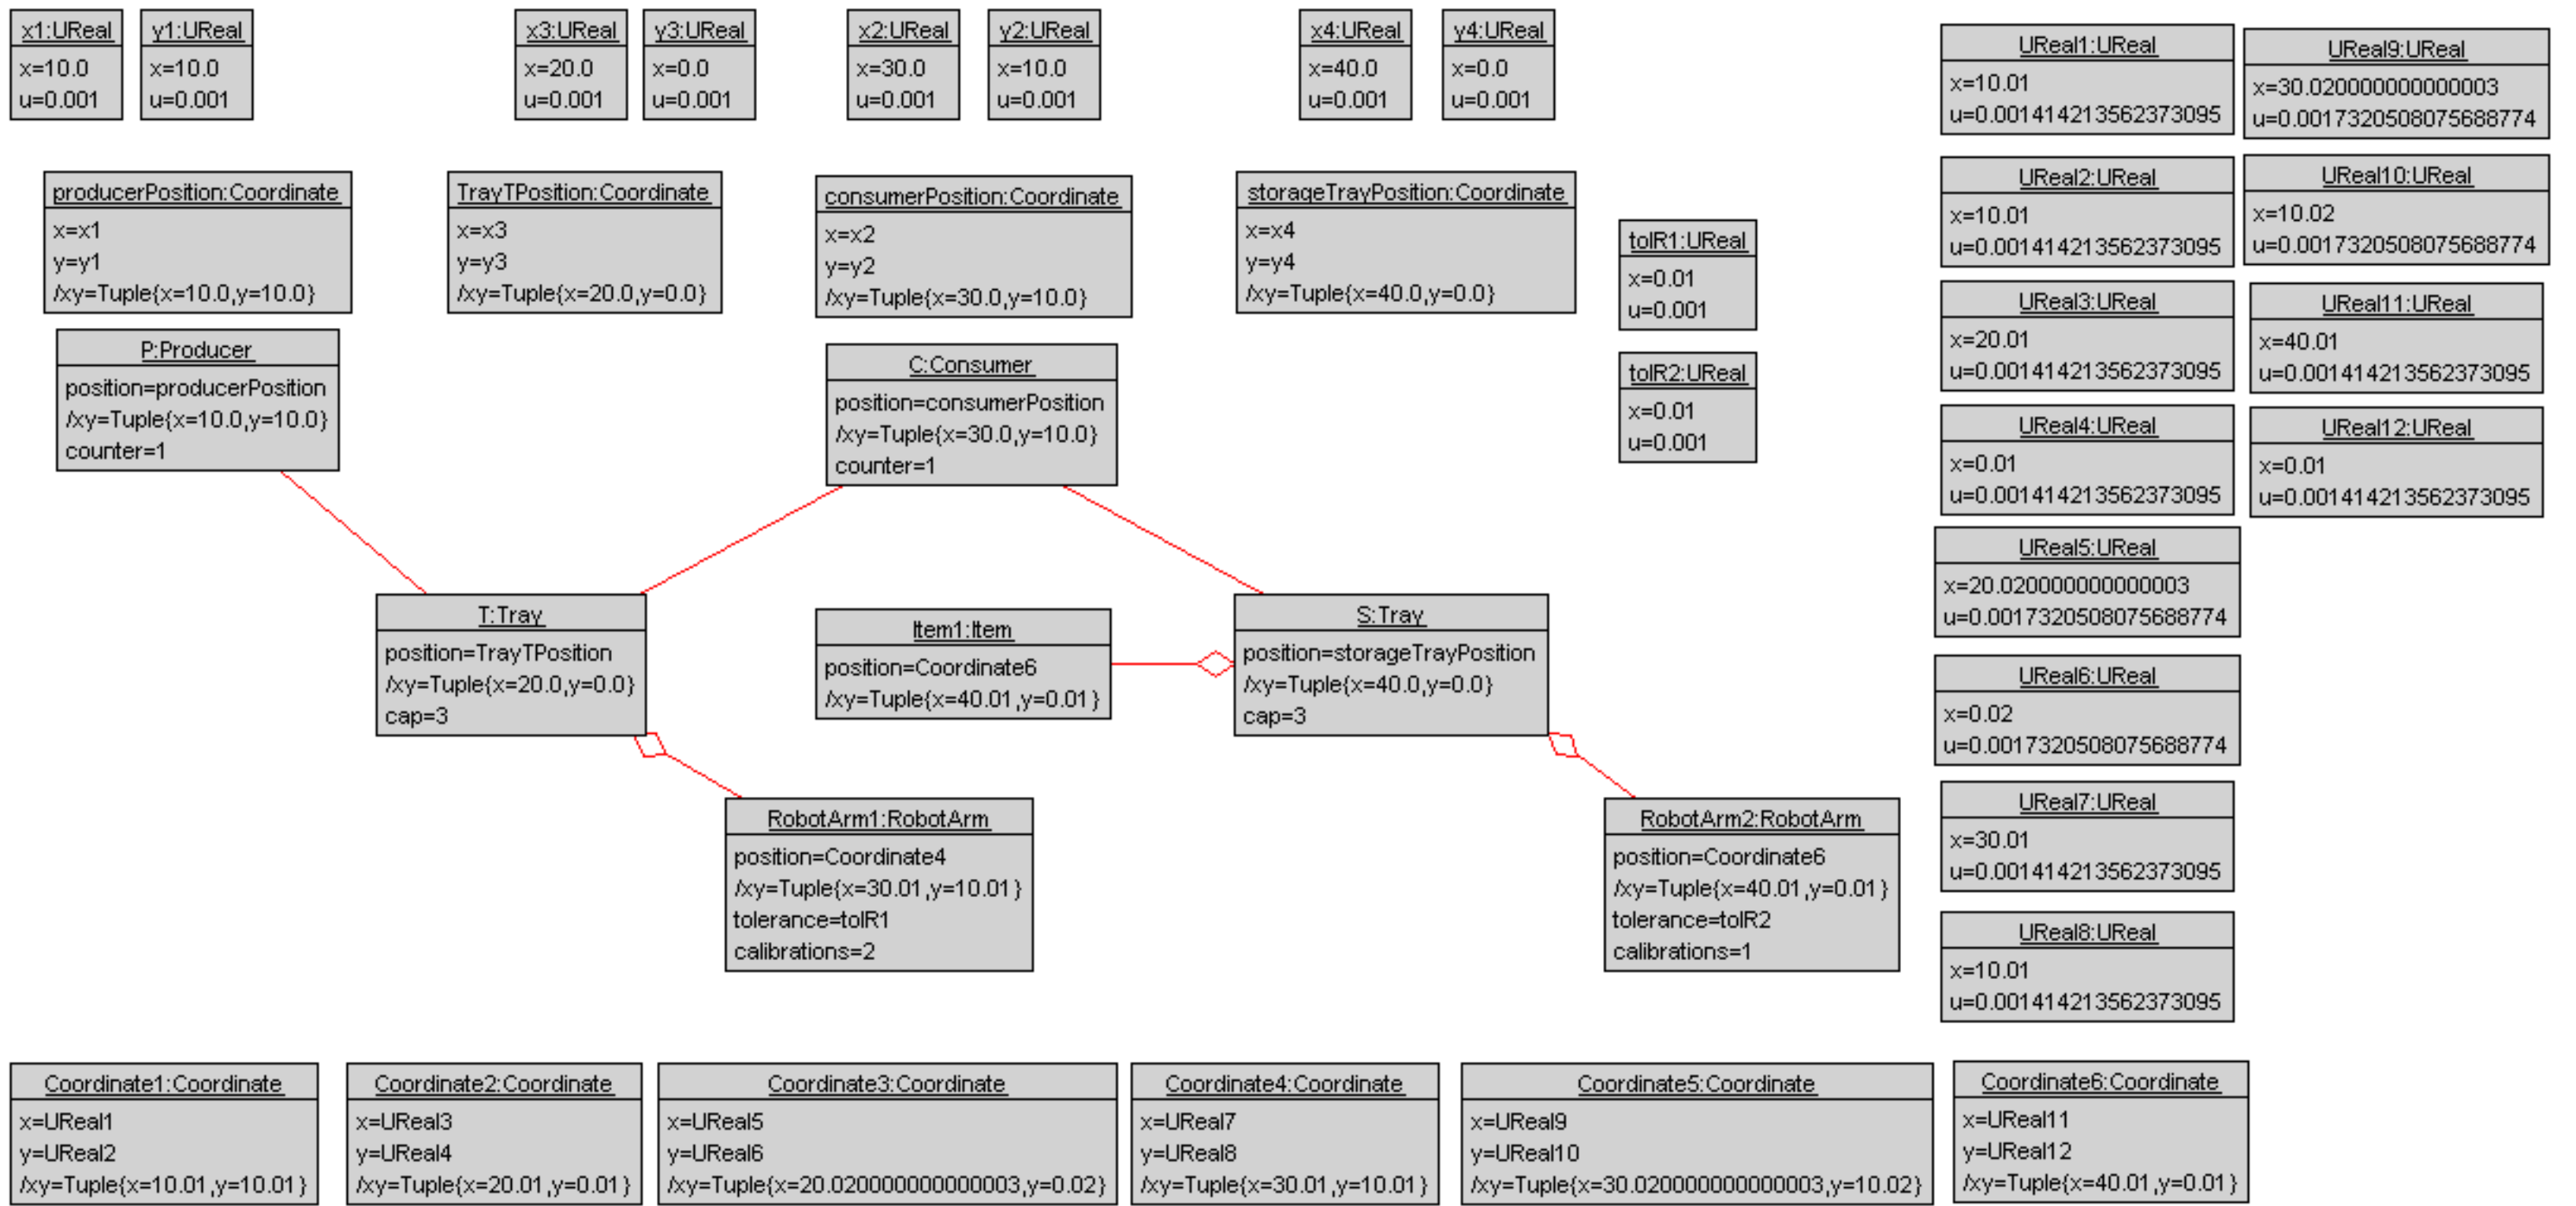 x1:UReal
x=10.0
u=0.001
y1:UReal
x=10.0
u=0.001
x3:UReal
x=20.0
u=0.001
y3:UReal
x=0.0
u=0.001
x2:UReal
x=30.0
u=0.001
y2:UReal
x=10.0
u=0.001
x4:UReal
x=40.0
u=0.001
y4:UReal
x=0.0
u=0.001
producerPosition:Coordinate
x=x1
y=y1
/xy=Tuple{x=10.0,y=10.0}
TrayTPosition:Coordinate
x=x3
y=y3
/xy=Tuple{x=20.0,y=0.0}
consumerPosition:Coordinate
x=x2
y=y2
/xy=Tuple{x=30.0,y=10.0}
storageTrayPosition:Coordinate
x=x4
y=y4
/xy=Tuple{x=40.0,y=0.0}
tolR1:UReal
x=0.01
u=0.001
tolR2:UReal
x=0.01
u=0.001
P:Producer
position=producerPosition
/xy=Tuple{x=10.0,y=10.0}
counter=1
C:Consumer
position=consumerPosition
/xy=Tuple{x=30.0,y=10.0}
counter=1
T:Tray
position=TrayTPosition
/xy=Tuple{x=20.0,y=0.0}
cap=3
Item1:Item
position=Coordinate6
/xy=Tuple{x=40.01,y=0.01}
S:Tray
position=storageTrayPosition
/xy=Tuple{x=40.0,y=0.0}
cap=3
RobotArm1:RobotArm
position=Coordinate4
/xy=Tuple{x=30.01,y=10.01}
tolerance=tolR1
calibrations=2
RobotArm2:RobotArm
position=Coordinate6
/xy=Tuple{x=40.01,y=0.01}
tolerance=tolR2
calibrations=1
UReal1:UReal
x=10.01
u=0.001414213562373095
UReal9:UReal
x=30.020000000000003
u=0.0017320508075688774
UReal2:UReal
x=10.01
u=0.001414213562373095
UReal10:UReal
x=10.02
u=0.0017320508075688774
UReal3:UReal
x=20.01
u=0.001414213562373095
UReal11:UReal
x=40.01
u=0.001414213562373095
UReal4:UReal
x=0.01
u=0.001414213562373095
UReal12:UReal
x=0.01
u=0.001414213562373095
UReal5:UReal
x=20.020000000000003
u=0.0017320508075688774
UReal6:UReal
x=0.02
u=0.0017320508075688774
UReal7:UReal
x=30.01
u=0.001414213562373095
UReal8:UReal
x=10.01
u=0.001414213562373095
Coordinate1:Coordinate
x=UReal1
y=UReal2
/xy=Tuple{x=10.01,y=10.01}
Coordinate2:Coordinate
x=UReal3
y=UReal4
/xy=Tuple{x=20.01,y=0.01}
Coordinate3:Coordinate
x=UReal5
y=UReal6
/xy=Tuple{x=20.020000000000003,y=0.02}
Coordinate4:Coordinate
x=UReal7
y=UReal8
/xy=Tuple{x=30.01,y=10.01}
Coordinate5:Coordinate
x=UReal9
y=UReal10
/xy=Tuple{x=30.020000000000003,y=10.02}
Coordinate6:Coordinate
x=UReal11
y=UReal12
/xy=Tuple{x=40.01,y=0.01}